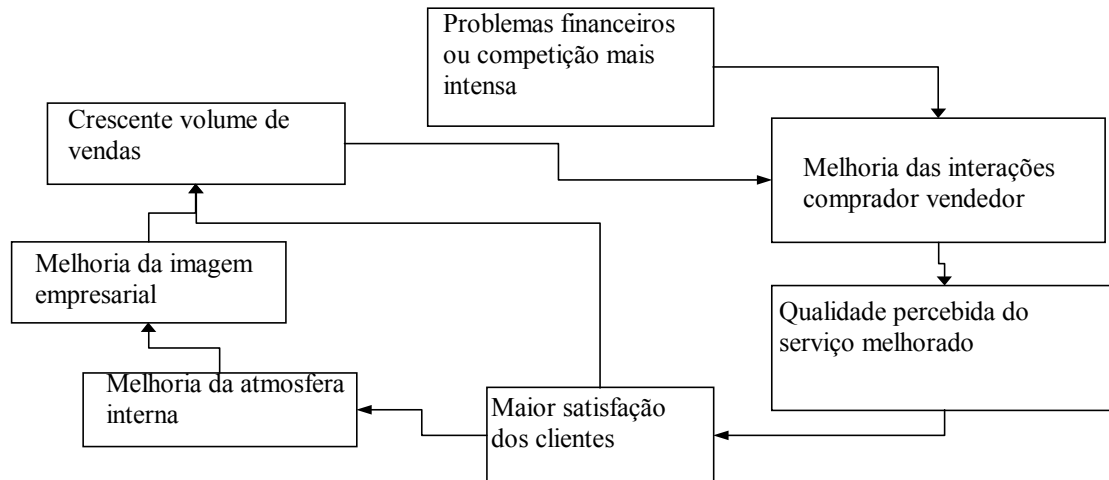 Problemas financeiros
ou competição mais
intensa
Crescente volume de
vendas
Melhoria das interações
comprador vendedor
Melhoria da imagem
empresarial
Qualidade percebida do
serviço melhorado
Melhoria da atmosfera
interna
Maior satisfação
dos clientes